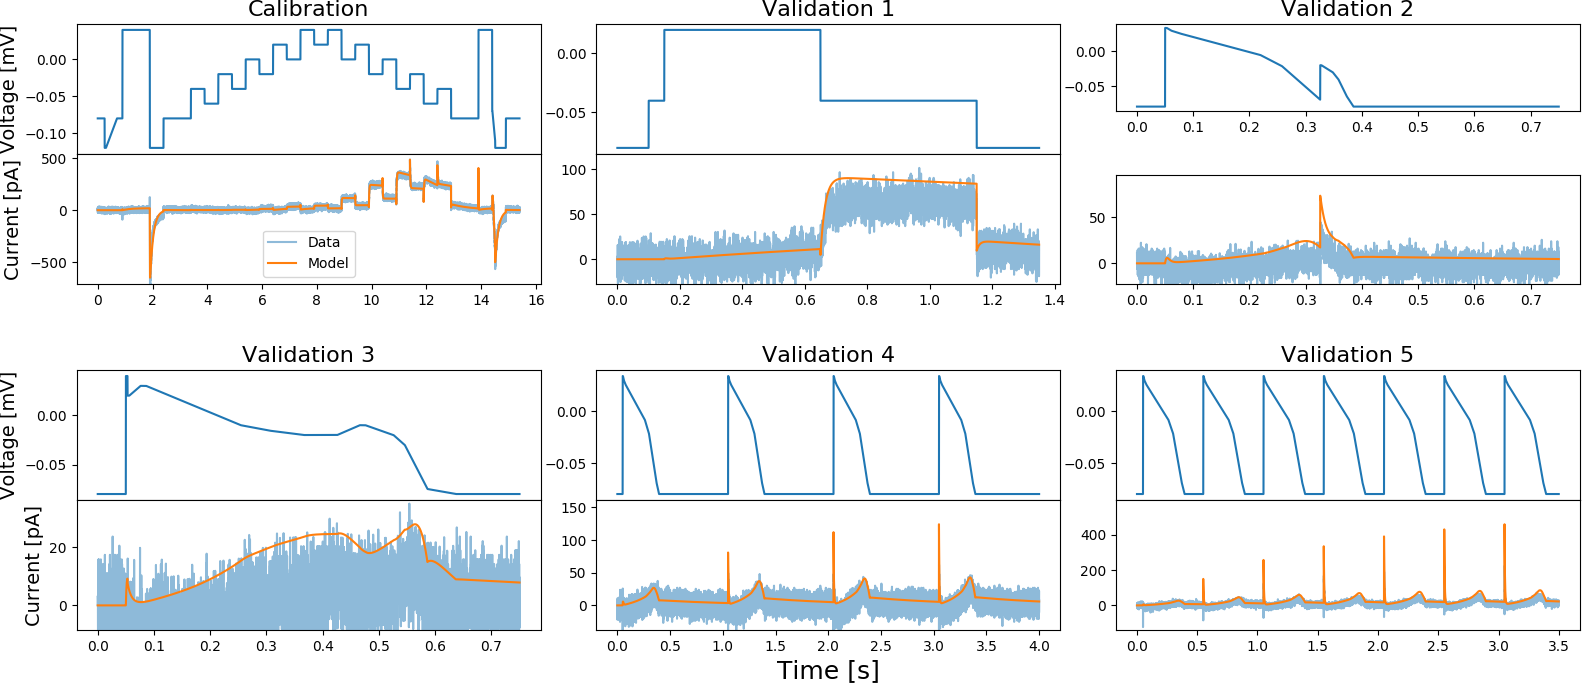 Calibration
Validation 1
Validation 2
Voltage [mV]
0.00
−0.05
−0.10
0.00
−0.05
0.00
−0.05
0.0 0.1 0.2 0.3 0.4 0.5 0.6 0.7
Current [pA]
500
0
−500
Data
Model
100
50
0
50
0
0 2 4 6 8 10 12 14 16
0.0 0.2 0.4 0.6 0.8 1.0 1.2 1.4
0.0 0.1 0.2 0.3 0.4 0.5 0.6 0.7
Validation 3
Validation 4
Validation 5
Voltage [mV]
0.00
−0.05
0.00
−0.05
0.00
−0.05
Current [pA]
20
0
150
100
50
0
400
200
0
0.0 0.1 0.2 0.3 0.4 0.5 0.6 0.7
0.0 0.5 1.0 1.5 2.0 2.5 3.0 3.5 4.0
0.0 0.5 1.0 1.5 2.0 2.5 3.0 3.5
Time [s]